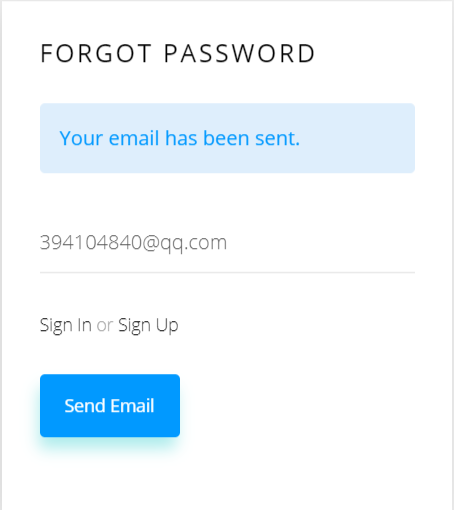 FORGOT PASSWORD
Your email has been sent.
394104840@qq.com
Sign In or Sign Up
Send Email